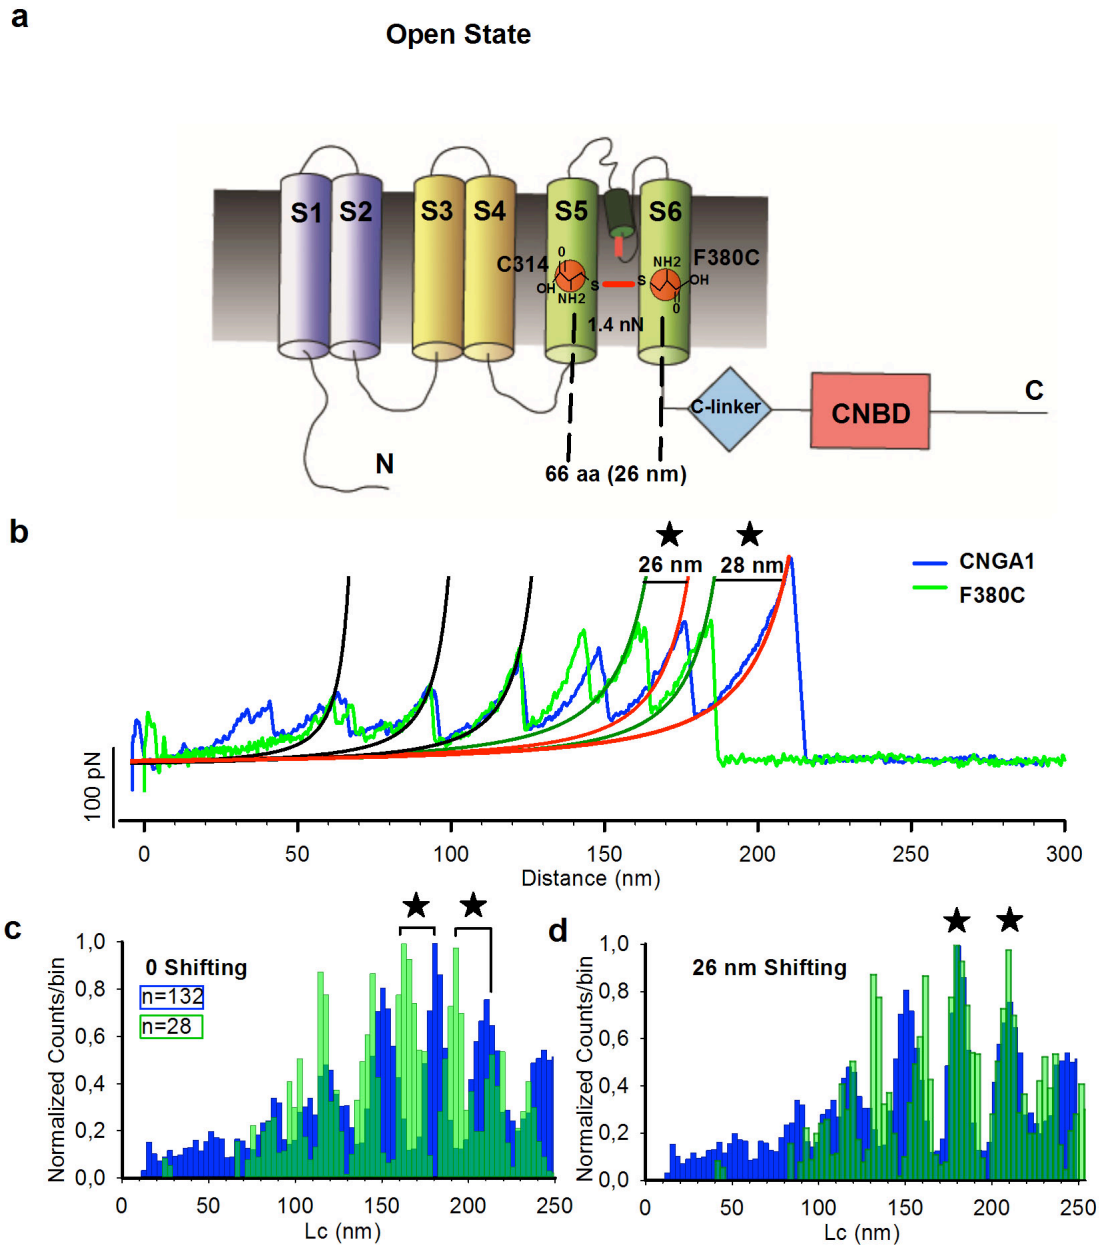 a
Open State
S1 S2 S3 S4 S5 S6
C314 F380C
O NH2
OH S S OH
NH2 O
1.4 nN
C-linker CNBD C
N
66 aa (26 nm)
b
26 nm 28 nm
CNGA1
F380C
100 pN
0 50 100 150 200 250 300
Distance (nm)
c
0 Shifting
n=132
n=28
Normalized Counts/bin
1,0
0,8
0,6
0,4
0,2
0,0
0 50 100 150 200 250
Lc (nm)
d
26 nm Shifting
Normalized Counts/bin
1,0
0,8
0,6
0,4
0,2
0,0
0 50 100 150 200 250
Lc (nm)